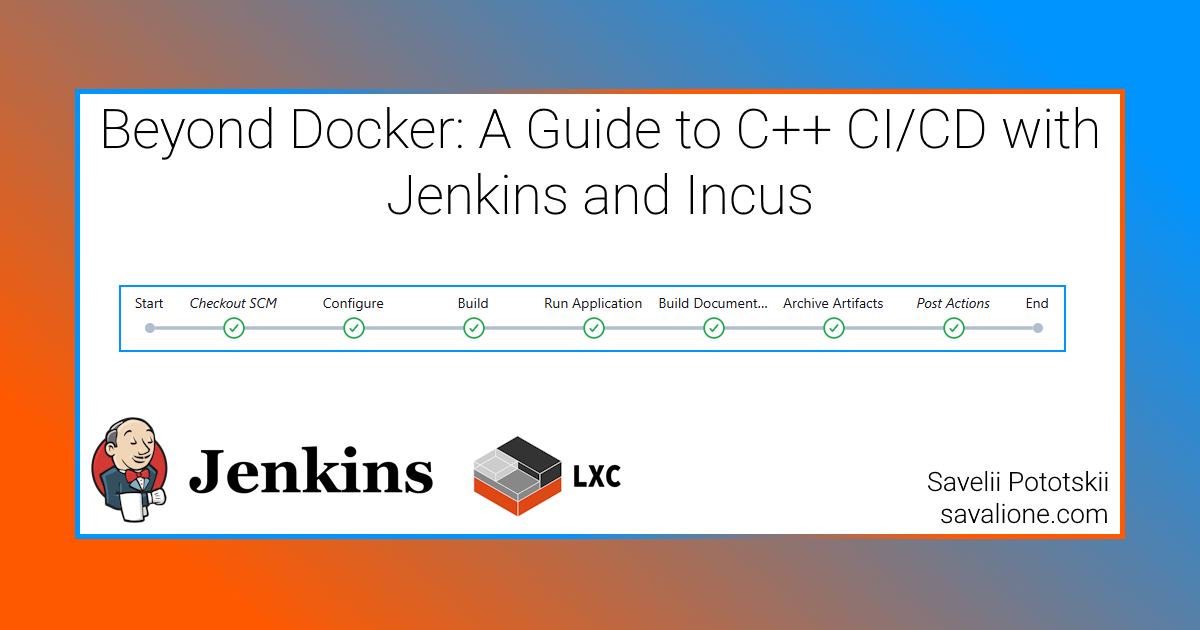 Beyond Docker: A Guide to C++ CI/CD with
Jenkins and Incus
Start Checkout SCM Configure Build Run Application Build Document... Archive Artifacts Post Actions End
Jenkins
LXC
Savelii Pototskii
savalione.com